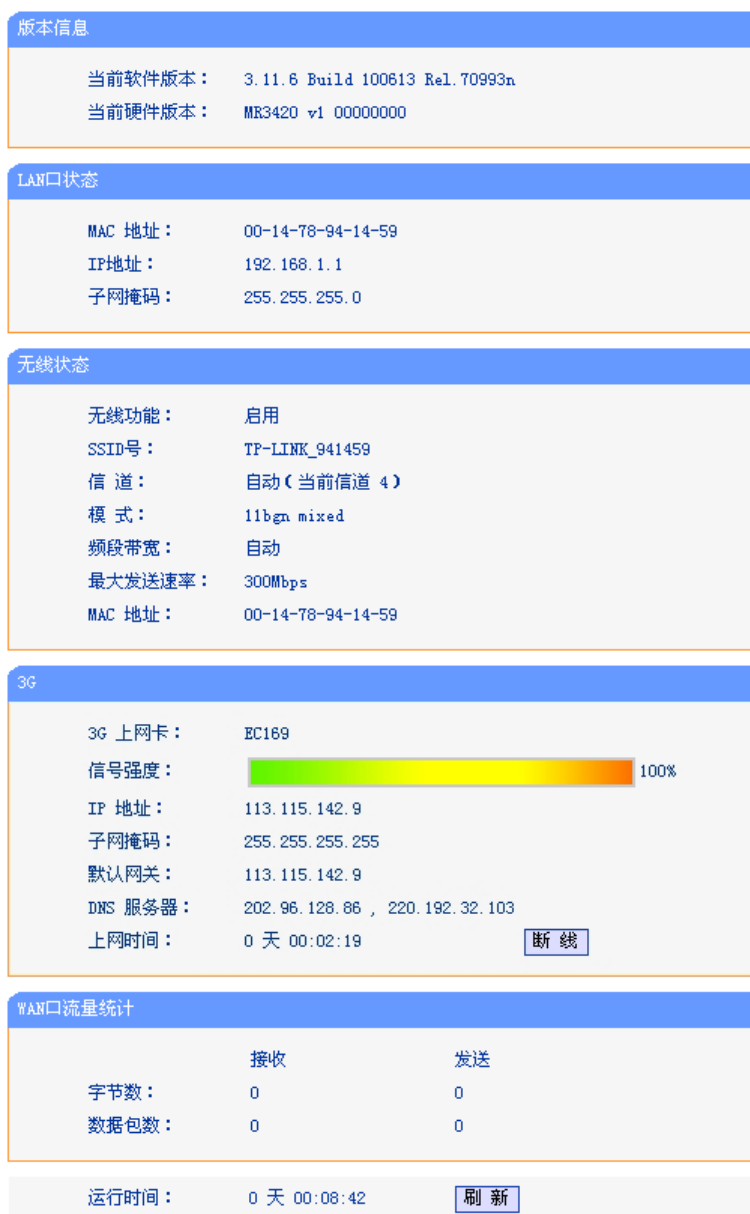 版本信息
当前软件版本： 3.11.6 Build 100613 Rel.70993n
当前硬件版本： MR3420 v1 00000000
LAN口状态
MAC 地址： 00-14-78-94-14-59
IP地址： 192.168.1.1
子网掩码： 255.255.255.0
无线状态
无线功能： 启用
SSID号： TP-LINK_941459
信 道： 自动(当前信道 4)
模 式： 11bgn mixed
频段带宽： 自动
最大发送速率： 300Mbps
MAC 地址： 00-14-78-94-14-59
3G
3G 上网卡： EC169
信号强度： 100%
IP 地址： 113.115.142.9
子网掩码： 255.255.255.255
默认网关： 113.115.142.9
DNS 服务器： 202.96.128.86 , 220.192.32.103
上网时间： 0 天 00:02:19 断 线
WAN口流量统计
接收 发送
字节数： 0 0
数据包数： 0 0
运行时间： 0 天 00:08:42 刷 新